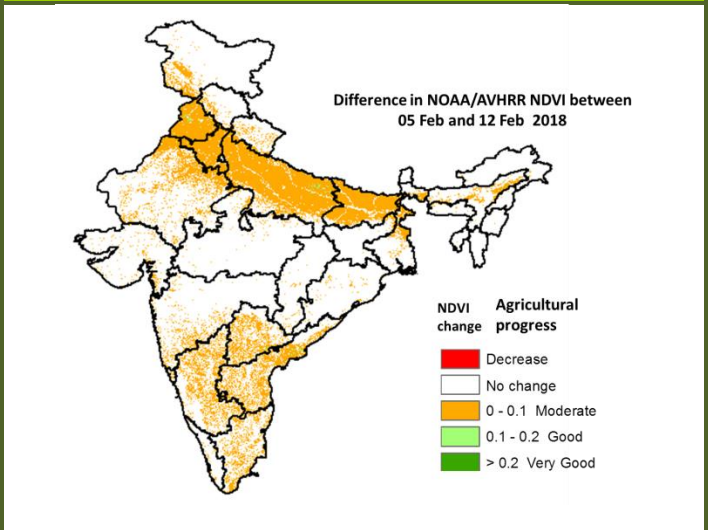 Difference in NOAA/AVHRR NDVI between
05 Feb and 12 Feb 2018
NDVI
change
Agricultural
progress
Decrease
No change
0 - 0.1 Moderate
0.1 - 0.2 Good
> 0.2 Very Good